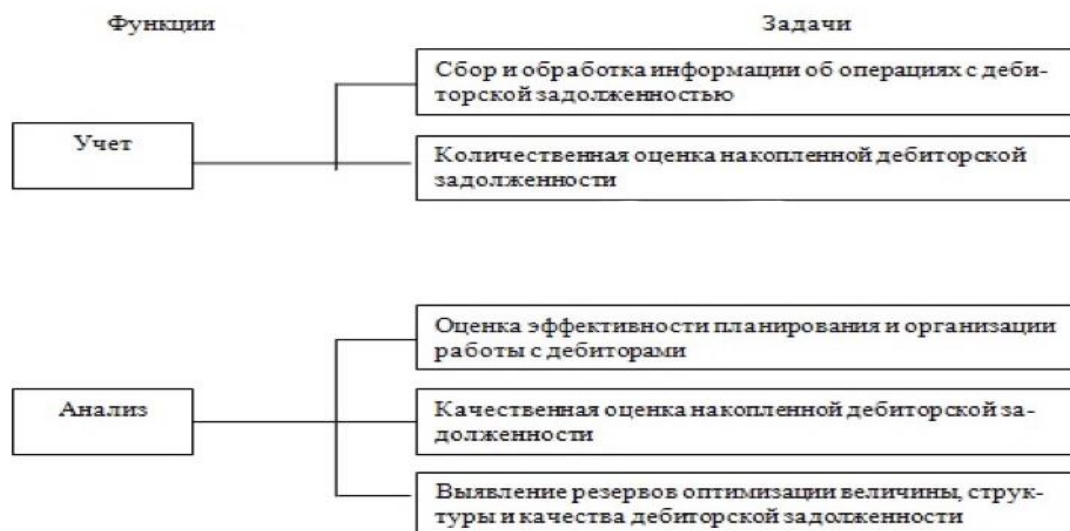 Функции
Задачи
Сбор и обработка информации об операциях с деби-
торской задолженностью
Учет
Количественная оценка накопленной дебиторской
задолженности
Оценка эффективности планирования и организации
работы с дебиторами
Анализ
Качественная оценка накопленной дебиторской за-
долженности
Выявление резервов оптимизации величины, струк-
туры и качества дебиторской задолженности